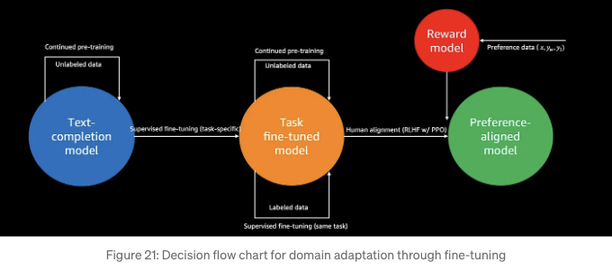 Reward
model
Preference data (x, yw, yl)
Continued pre-training
Unlabeled data
Continued pre-training
Unlabeled data
Text-
completion
model
Supervised fine-tuning (task-specific)
Task
fine-tuned
model
Human alignment (RLHF w/ PPO)
Preference-
aligned
model
Labeled data
Supervised fine-tuning (same task)
Figure 21: Decision flow chart for domain adaptation through fine-tuning